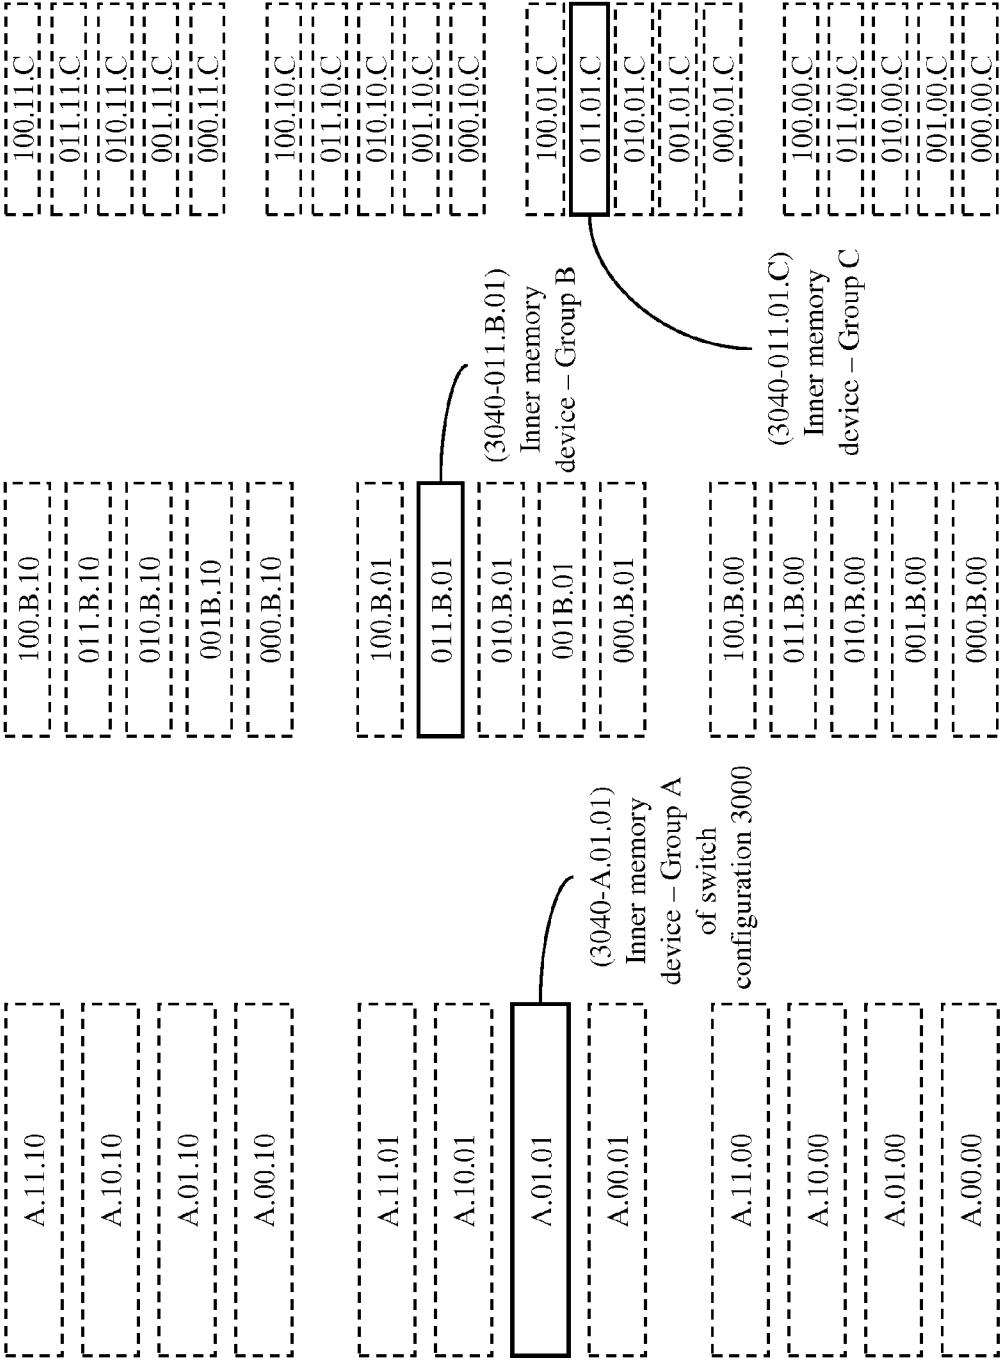 A.11.10
A.10.10
A.01.10
A.00.10
A.11.01
A.10.01
A.01.01
A.00.01
A.11.00
A.10.00
A.01.00
A.00.00
(3040-A.01.01)
Inner memory
device – Group A
of switch
configuration 3000
100.B.10
011.B.10
010.B.10
001B.10
000.B.10
100.B.01
011.B.01
010.B.01
001B.01
000.B.01
100.B.00
011.B.00
010.B.00
001.B.00
000.B.00
(3040-011.B.01)
Inner memory
device – Group B
(3040-011.01.C)
Inner memory
device – Group C
100.11.C
011.11.C
010.11.C
001.11.C
000.11.C
100.10.C
011.10.C
010.10.C
001.10.C
000.10.C
100.01.C
011.01.C
010.01.C
001.01.C
000.01.C
100.00.C
011.00.C
010.00.C
001.00.C
000.00.C